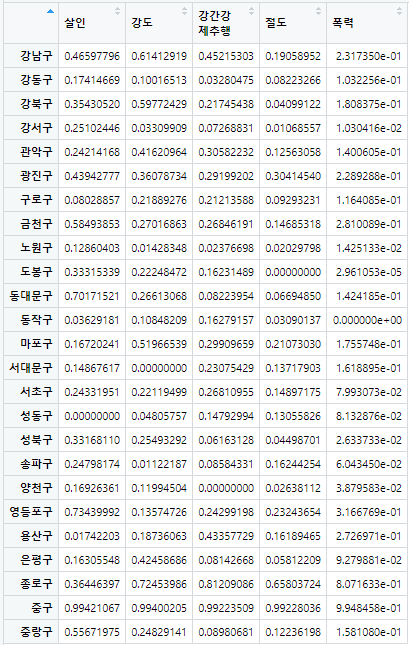 살인 강도 강간강 절도 폭력
제추행
강남구 0.46597796 0.61412919 0.45215303 0.19058952 2.317350e-01
강동구 0.17414669 0.10016513 0.03280475 0.08223266 1.032256e-01
강북구 0.35430520 0.59772429 0.21745438 0.04099122 1.808375e-01
강서구 0.25102446 0.03309909 0.07268831 0.01068557 1.030416e-02
관악구 0.24214168 0.41620964 0.30582232 0.12563058 1.400605e-01
광진구 0.43942777 0.36078734 0.29199202 0.30414540 2.289288e-01
구로구 0.08028857 0.21889276 0.21213588 0.09293231 1.164085e-01
금천구 0.58493853 0.27016863 0.26846191 0.14685318 2.810089e-01
노원구 0.12860403 0.01428348 0.02376698 0.02029798 1.425133e-02
도봉구 0.33315339 0.22248472 0.16231489 0.00000000 2.961053e-05
동대문구 0.70171521 0.26613068 0.08223954 0.06694850 1.424185e-01
동작구 0.03629181 0.10848209 0.16279157 0.03090137 0.000000e+00
마포구 0.16720241 0.51966539 0.29909659 0.21073030 1.755748e-01
서대문구 0.14867617 0.00000000 0.23075429 0.13717903 1.618895e-01
서초구 0.24331951 0.22119499 0.26810955 0.14897175 7.993073e-02
성동구 0.00000000 0.04805757 0.14792994 0.13055826 8.132876e-02
성북구 0.33168110 0.25493292 0.06163128 0.04498701 2.633733e-02
송파구 0.24798174 0.01122187 0.08584331 0.16244254 6.043450e-02
양천구 0.16926361 0.11994504 0.00000000 0.02638112 3.879583e-02
영등포구 0.73439992 0.13574726 0.24299198 0.23243654 3.166769e-01
용산구 0.01742203 0.18736063 0.43357729 0.16189465 2.726971e-01
은평구 0.16305548 0.42458686 0.08142668 0.05812209 9.279881e-02
종로구 0.36446397 0.72453986 0.81209086 0.65803724 8.071633e-01
중구 0.99421067 0.99400205 0.99223509 0.99228036 9.948458e-01
중랑구 0.55671975 0.24829141 0.08980681 0.12236198 1.581080e-01